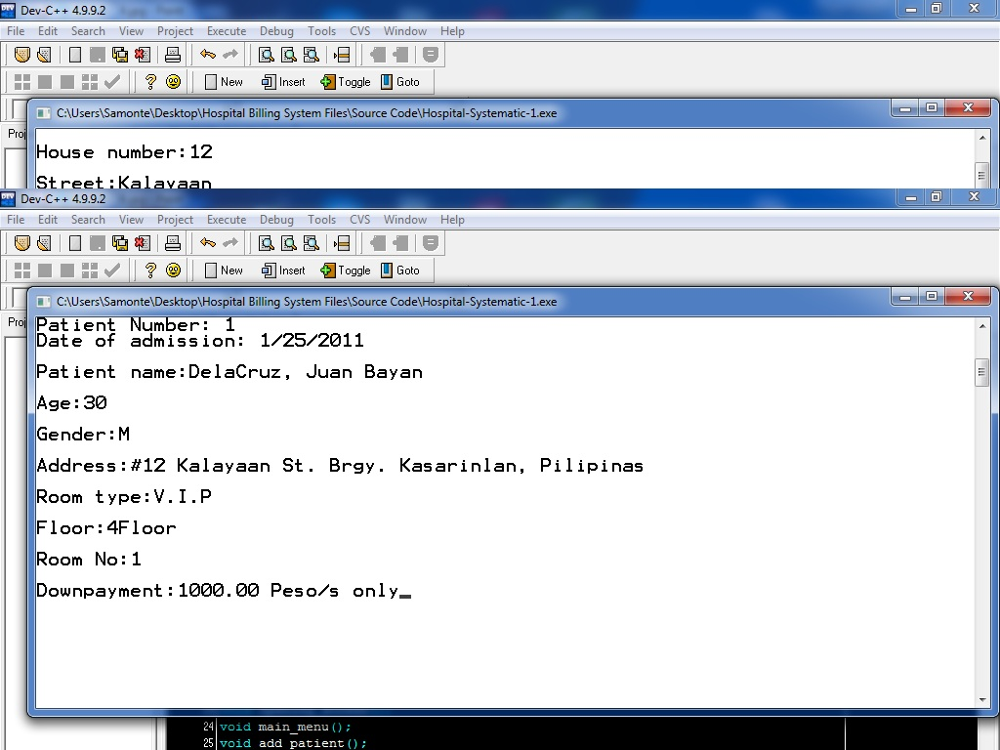 Dev-C++ 4.9.9.2
File Edit Search View Project Execute Debug Tools CVS Window Help
New Insert Toggle Goto
C:\Users\Samonte\Desktop\Hospital Billing System Files\Source Code\Hospital-Systematic-1.exe
Proj
House number:12
Street:Kalayaan
Dev-C++ 4.9.9.2
File Edit Search View Project Execute Debug Tools CVS Window Help
New Insert Toggle Goto
C:\Users\Samonte\Desktop\Hospital Billing System Files\Source Code\Hospital-Systematic-1.exe
Proj
Patient Number: 1
Date of admission: 1/25/2011
Patient name:DelaCruz, Juan Bayan
Age:30
Gender:M
Address:#12 Kalayaan St. Brgy. Kasarinlan, Pilipinas
Room type:V.I.P
Floor:4Floor
Room No:1
Downpayment:1000.00 Peso/s only_
24 void main_menu();
25 void add_patient();